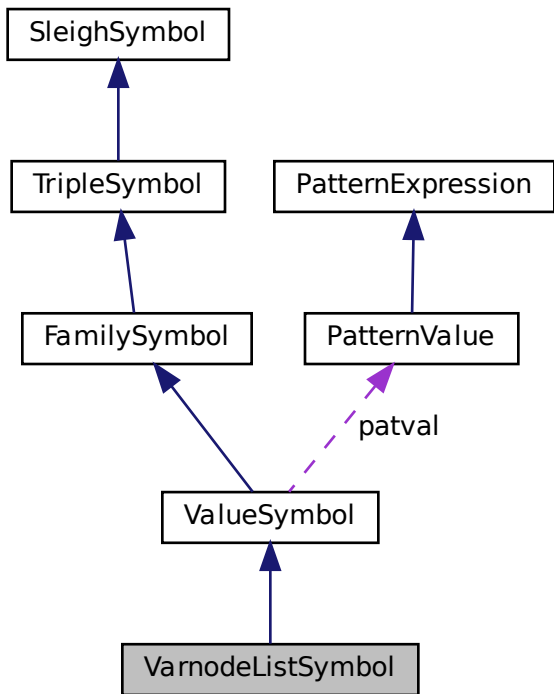 SleighSymbol
TripleSymbol
PatternExpression
FamilySymbol
PatternValue
patval
ValueSymbol
VarnodeListSymbol